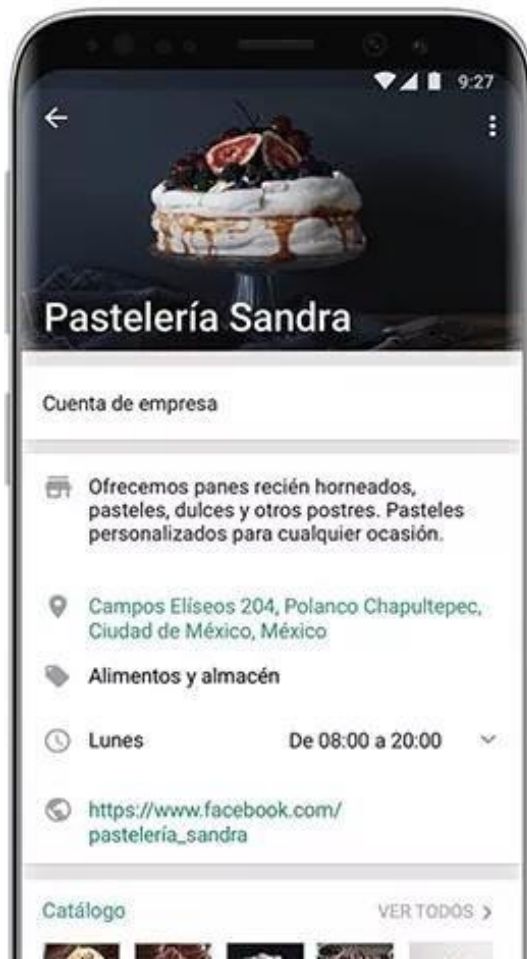 9:27
Pastelería Sandra
Cuenta de empresa
Ofrecemos panes recién horneados,
pasteles, dulces y otros postres. Pasteles
personalizados para cualquier ocasión.
Campos Elíseos 204, Polanco Chapultepec,
Ciudad de México, México
Alimentos y almacén
Lunes De 08:00 a 20:00
https://www.facebook.com/
pastelería_sandra
Catálogo VER TODOS